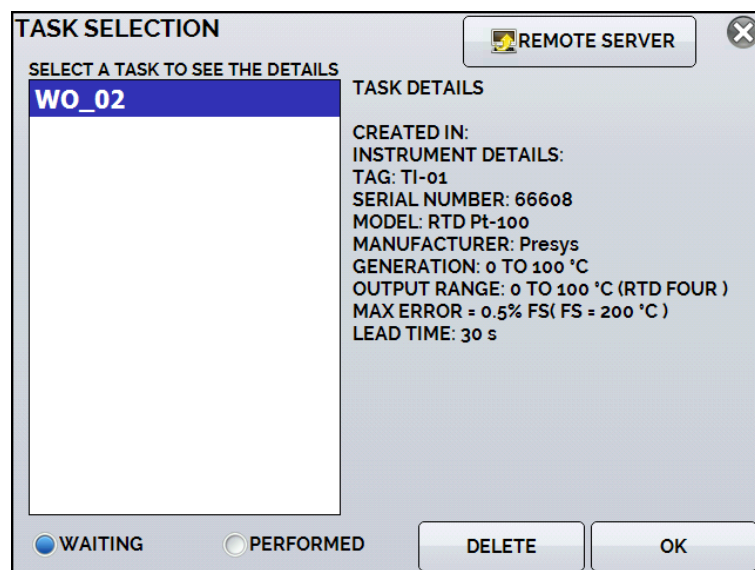 TASK SELECTION
REMOTE SERVER
SELECT A TASK TO SEE THE DETAILS
WO_02
TASK DETAILS
CREATED IN:
INSTRUMENT DETAILS:
TAG: TI-01
SERIAL NUMBER: 66608
MODEL: RTD Pt-100
MANUFACTURER: Presys
GENERATION: 0 TO 100 °C
OUTPUT RANGE: 0 TO 100 °C (RTD FOUR )
MAX ERROR = 0.5% FS( FS = 200 °C )
LEAD TIME: 30 s
WAITING
PERFORMED
DELETE
OK